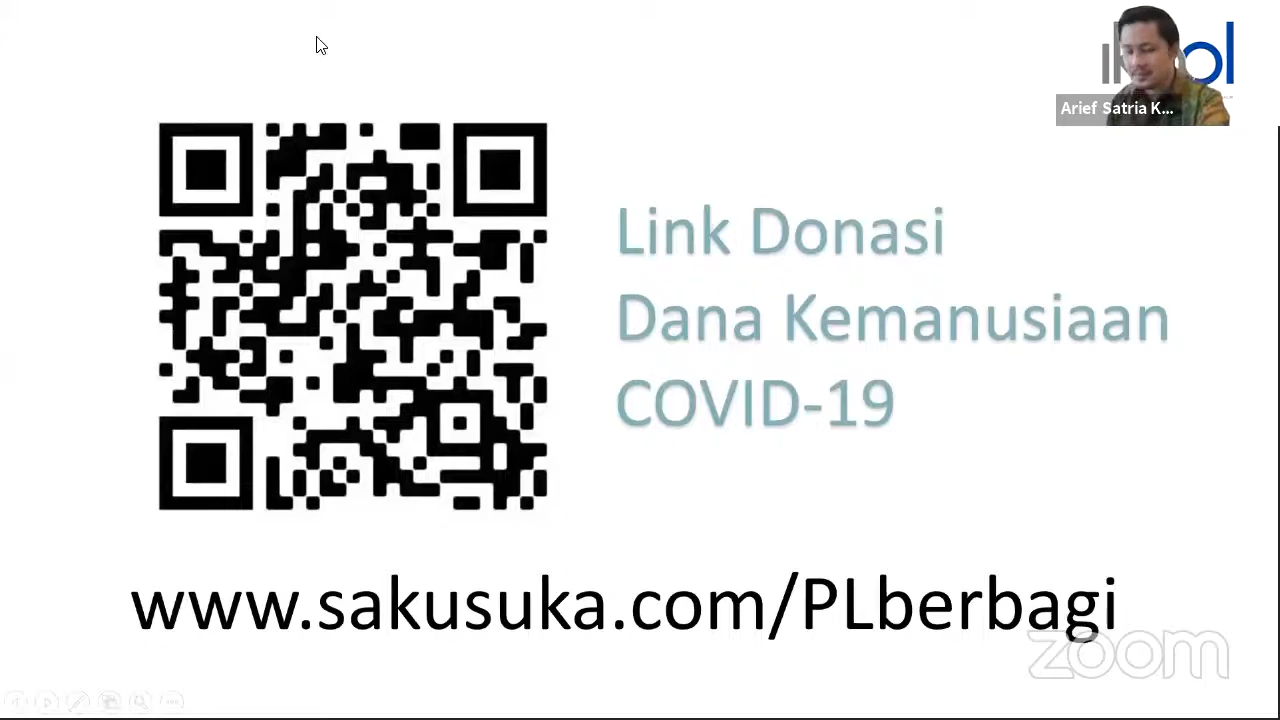 Arief Satria K...
Link Donasi
Dana Kemanusiaan
COVID-19
www.sakusuka.com/PLberbagi
zoom